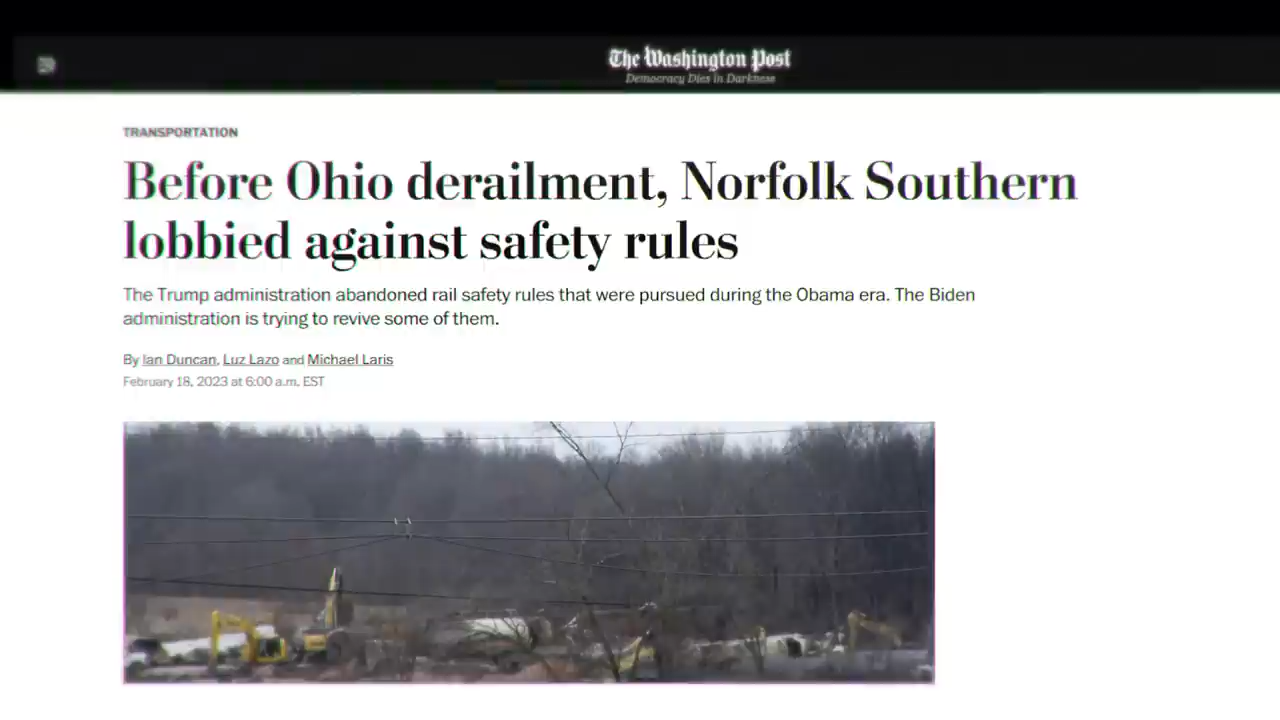 The Washington Post
Democracy Dies in Darkness
TRANSPORTATION
Before Ohio derailment, Norfolk Southern
lobbied against safety rules
The Trump administration abandoned rail safety rules that were pursued during the Obama era. The Biden
administration is trying to revive some of them.
By Ian Duncan, Luz Lazo and Michael Laris
February 18, 2023 at 6:00 a.m. EST